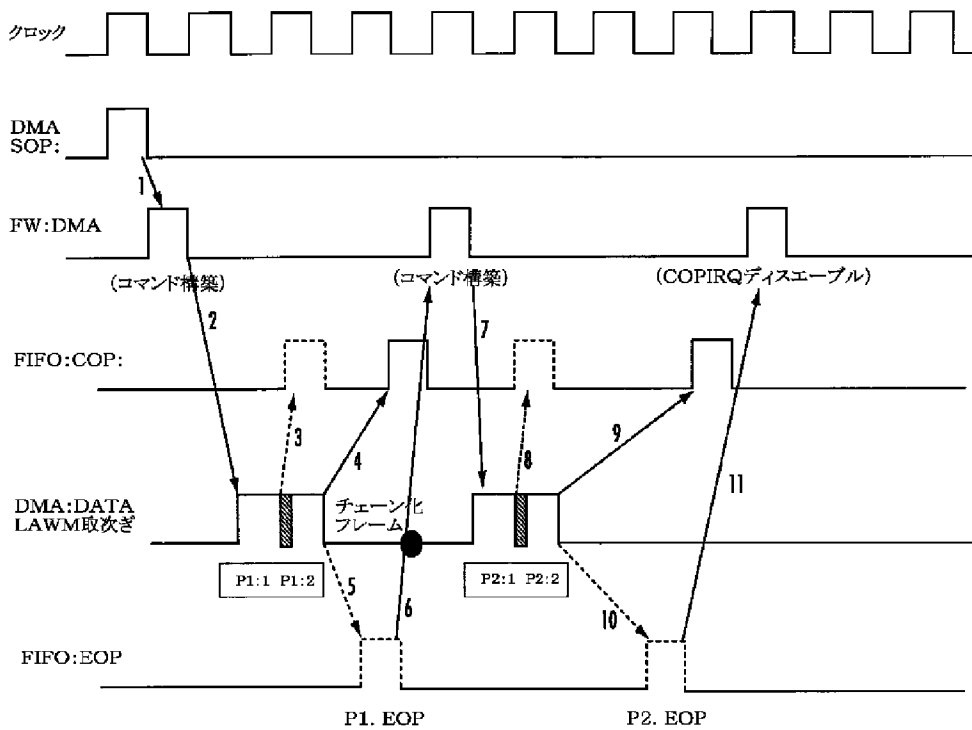 クロック
DMA
SOP:
1
FW:DMA
(コマンド構築)
(コマンド構築)
(COPIRQディスエーブル)
2
7
FIFO:COP:
3
4
8
9
11
DMA:DATA
LAWM取次ぎ
チェーン化
フレーム
P1:1 P1:2
5
6
P2:1 P2:2
10
FIFO:EOP
P1. EOP
P2. EOP